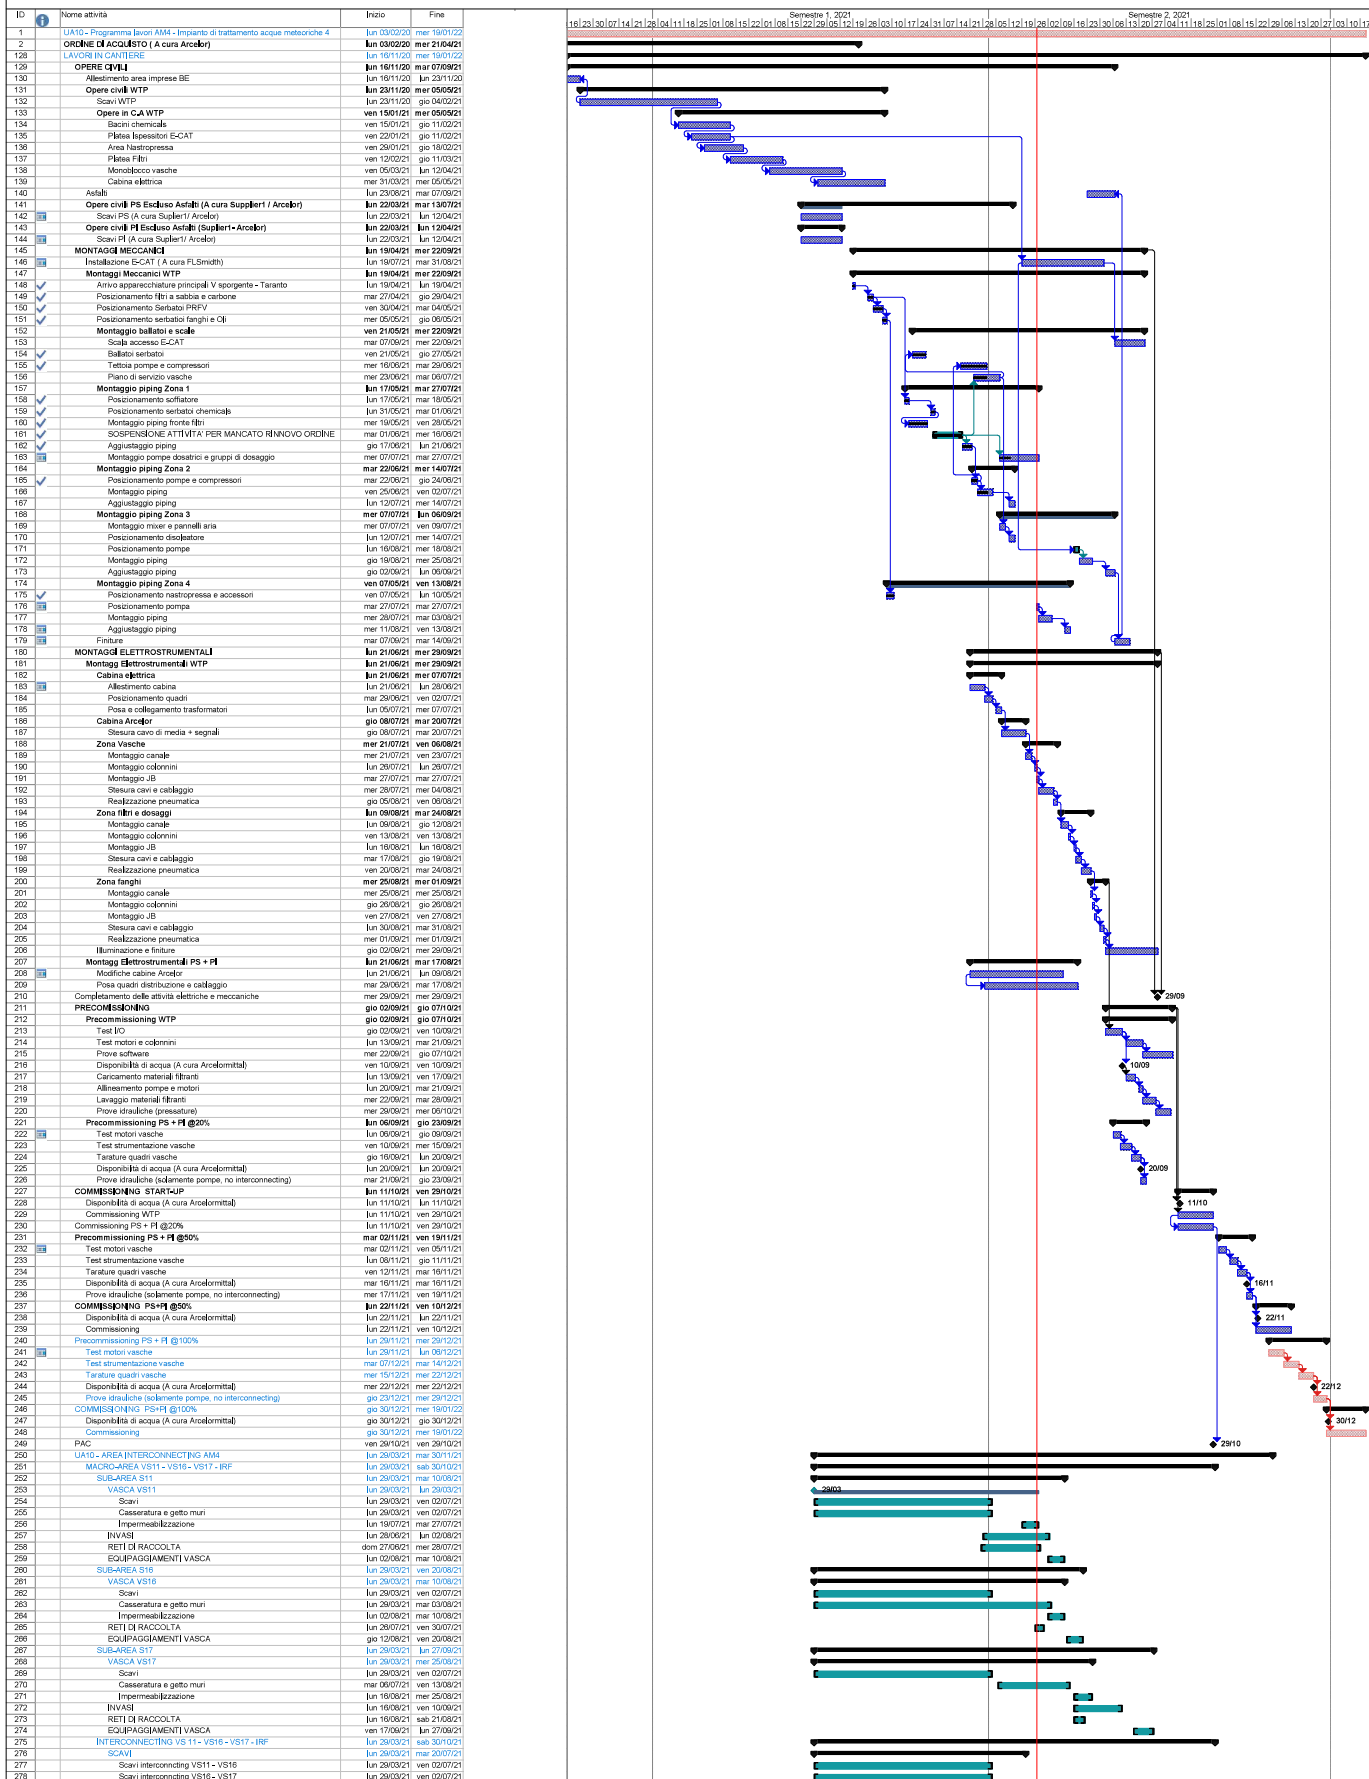 ID Nome attività Inizio Fine
Semestre 1, 2021 Semestre 2, 2021
16 23 30 07 14 21 28 04 11 18 25 01 08 15 22 01 08 15 22 29 05 12 19 26 03 10 17 24 31 07 14 21 28 05 12 19 26 02 09 16 23 30 06 13 20 27 04 11 18 25 01 08 15 22 29 06 13 20 27 03 10 17
1 UA10 - Programma lavori AM4 - Impianto di trattamento acque meteoriche 4 lun 03/02/20 mer 19/01/22
2 ORDINE DI ACQUISTO ( A cura Arcelor) lun 03/02/20 mer 21/04/21
128 LAVORI IN CANTIERE lun 16/11/20 mer 19/01/22
129 OPERE CIVILI lun 16/11/20 mar 07/09/21
130 Allestimento area imprese BE lun 16/11/20 lun 23/11/20
131 Opere civili WTP lun 23/11/20 mer 05/05/21
132 Scavi WTP lun 23/11/20 gio 04/02/21
133 Opere in C.A WTP ven 15/01/21 mer 05/05/21
134 Bacini chemicals ven 15/01/21 gio 11/02/21
135 Platea Ispessitori E-CAT ven 22/01/21 gio 11/02/21
136 Area Nastropressa ven 29/01/21 gio 18/02/21
137 Platea Filtri ven 12/02/21 gio 11/03/21
138 Monoblocco vasche ven 05/03/21 lun 12/04/21
139 Cabina elettrica mer 31/03/21 mer 05/05/21
140 Asfalti lun 23/08/21 mar 07/09/21
141 Opere civili PS Escluso Asfalti (A cura Supplier1 / Arcelor) lun 22/03/21 mar 13/07/21
142 Scavi PS (A cura Suplier1/ Arcelor) lun 22/03/21 lun 12/04/21
143 Opere civili PI Escluso Asfalti (Suplier1- Arcelor) lun 22/03/21 lun 12/04/21
144 Scavi PI (A cura Suplier1/ Arcelor) lun 22/03/21 lun 12/04/21
145 MONTAGGI MECCANICI lun 19/04/21 mer 22/09/21
146 Installazione E-CAT ( A cura FLSmidth) lun 19/07/21 mar 31/08/21
147 Montaggi Meccanici WTP lun 19/04/21 mer 22/09/21
148 Arrivo apparecchiature principali V sporgente - Taranto lun 19/04/21 lun 19/04/21
149 Posizionamento filtri a sabbia e carbone mar 27/04/21 gio 29/04/21
150 Posizionamento Serbatoi PRFV ven 30/04/21 mar 04/05/21
151 Posizionamento serbatioi fanghi e Oli mer 05/05/21 gio 06/05/21
152 Montaggio ballatoi e scale ven 21/05/21 mer 22/09/21
153 Scala accesso E-CAT mar 07/09/21 mer 22/09/21
154 Ballatoi serbatoi ven 21/05/21 gio 27/05/21
155 Tettoia pompe e compressori mer 16/06/21 mar 29/06/21
156 Piano di servizio vasche mer 23/06/21 mar 06/07/21
157 Montaggio piping Zona 1 lun 17/05/21 mar 27/07/21
158 Posizionamento soffiatore lun 17/05/21 mar 18/05/21
159 Posizionamento serbatoi chemicals lun 31/05/21 mar 01/06/21
160 Montaggio piping fronte filtri mer 19/05/21 ven 28/05/21
161 SOSPENSIONE ATTIVITA' PER MANCATO RINNOVO ORDINE mar 01/06/21 mer 16/06/21
162 Aggiustaggio piping gio 17/06/21 lun 21/06/21
163 Montaggio pompe dosatrici e gruppi di dosaggio mer 07/07/21 mar 27/07/21
164 Montaggio piping Zona 2 mar 22/06/21 mer 14/07/21
165 Posizionamento pompe e compressori mar 22/06/21 gio 24/06/21
166 Montaggio piping ven 25/06/21 ven 02/07/21
167 Aggiustaggio piping lun 12/07/21 mer 14/07/21
168 Montaggio piping Zona 3 mer 07/07/21 lun 06/09/21
169 Montaggio mixer e pannelli aria mer 07/07/21 ven 09/07/21
170 Posizionamento disoleatore lun 12/07/21 mer 14/07/21
171 Posizionamento pompe lun 16/08/21 mer 18/08/21
172 Montaggio piping gio 19/08/21 mer 25/08/21
173 Aggiustaggio piping gio 02/09/21 lun 06/09/21
174 Montaggio piping Zona 4 ven 07/05/21 ven 13/08/21
175 Posizionamento nastropressa e accessori ven 07/05/21 lun 10/05/21
176 Posizionamento pompa mar 27/07/21 mar 27/07/21
177 Montaggio piping mer 28/07/21 mar 03/08/21
178 Aggiustaggio piping mer 11/08/21 ven 13/08/21
179 Finiture mar 07/09/21 mar 14/09/21
180 MONTAGGI ELETTROSTRUMENTALI lun 21/06/21 mer 29/09/21
181 Montagg Elettrostrumentali WTP lun 21/06/21 mer 29/09/21
182 Cabina elettrica lun 21/06/21 mer 07/07/21
183 Allestimento cabina lun 21/06/21 lun 28/06/21
184 Posizionamento quadri mar 29/06/21 ven 02/07/21
185 Posa e collegamento trasformatori lun 05/07/21 mer 07/07/21
186 Cabina Arcelor gio 08/07/21 mar 20/07/21
187 Stesura cavo di media + segnali gio 08/07/21 mar 20/07/21
188 Zona Vasche mer 21/07/21 ven 06/08/21
189 Montaggio canale mer 21/07/21 ven 23/07/21
190 Montaggio colonnini lun 26/07/21 lun 26/07/21
191 Montaggio JB mar 27/07/21 mar 27/07/21
192 Stesura cavi e cablaggio mer 28/07/21 mer 04/08/21
193 Realizzazione pneumatica gio 05/08/21 ven 06/08/21
194 Zona filtri e dosaggi lun 09/08/21 mar 24/08/21
195 Montaggio canale lun 09/08/21 gio 12/08/21
196 Montaggio colonnini ven 13/08/21 ven 13/08/21
197 Montaggio JB lun 16/08/21 lun 16/08/21
198 Stesura cavi e cablaggio mar 17/08/21 gio 19/08/21
199 Realizzazione pneumatica ven 20/08/21 mar 24/08/21
200 Zona fanghi mer 25/08/21 mer 01/09/21
201 Montaggio canale mer 25/08/21 mer 25/08/21
202 Montaggio colonnini gio 26/08/21 gio 26/08/21
203 Montaggio JB ven 27/08/21 ven 27/08/21
204 Stesura cavi e cablaggio lun 30/08/21 mar 31/08/21
205 Realizzazione pneumatica mer 01/09/21 mer 01/09/21
206 Illuminazione e finiture gio 02/09/21 mer 29/09/21
207 Montagg Elettrostrumentali PS + PI lun 21/06/21 mar 17/08/21
208 Modifiche cabine Arcelor lun 21/06/21 lun 09/08/21
209 Posa quadri distribuzione e cablaggio mar 29/06/21 mar 17/08/21
210 Completamento delle attività elettriche e meccaniche mer 29/09/21 mer 29/09/21 29/09
211 PRECOMISSIONING gio 02/09/21 gio 07/10/21
212 Precommissioning WTP gio 02/09/21 gio 07/10/21
213 Test I/O gio 02/09/21 ven 10/09/21
214 Test motori e colonnini lun 13/09/21 mar 21/09/21
215 Prove software mer 22/09/21 gio 07/10/21
216 Disponibilità di acqua (A cura Arcelormittal) ven 10/09/21 ven 10/09/21 10/09
217 Caricamento materiali filtranti lun 13/09/21 ven 17/09/21
218 Allineamento pompe e motori lun 20/09/21 mar 21/09/21
219 Lavaggio materiali filtranti mer 22/09/21 mar 28/09/21
220 Prove idrauliche (pressature) mer 29/09/21 mer 06/10/21
221 Precommissioning PS + PI @20% lun 06/09/21 gio 23/09/21
222 Test motori vasche lun 06/09/21 gio 09/09/21
223 Test strumentazione vasche ven 10/09/21 mer 15/09/21
224 Tarature quadri vasche gio 16/09/21 lun 20/09/21
225 Disponibilità di acqua (A cura Arcelormittal) lun 20/09/21 lun 20/09/21 20/09
226 Prove idrauliche (solamente pompe, no interconnecting) mar 21/09/21 gio 23/09/21
227 COMMISSIONING START-UP lun 11/10/21 ven 29/10/21
228 Disponibilità di acqua (A cura Arcelormittal) lun 11/10/21 lun 11/10/21 11/10
229 Commissioning WTP lun 11/10/21 ven 29/10/21
230 Commissioning PS + PI @20% lun 11/10/21 ven 29/10/21
231 Precommissioning PS + PI @50% mar 02/11/21 ven 19/11/21
232 Test motori vasche mar 02/11/21 ven 05/11/21
233 Test strumentazione vasche lun 08/11/21 gio 11/11/21
234 Tarature quadri vasche ven 12/11/21 mar 16/11/21
235 Disponibilità di acqua (A cura Arcelormittal) mar 16/11/21 mar 16/11/21 16/11
236 Prove idrauliche (solamente pompe, no interconnecting) mer 17/11/21 ven 19/11/21
237 COMMISSIONING PS+PI @50% lun 22/11/21 ven 10/12/21
238 Disponibilità di acqua (A cura Arcelormittal) lun 22/11/21 lun 22/11/21 22/11
239 Commissioning lun 22/11/21 ven 10/12/21
240 Precommissioning PS + PI @100% lun 29/11/21 mer 29/12/21
241 Test motori vasche lun 29/11/21 lun 06/12/21
242 Test strumentazione vasche mar 07/12/21 mar 14/12/21
243 Tarature quadri vasche mer 15/12/21 mer 22/12/21
244 Disponibilità di acqua (A cura Arcelormittal) mer 22/12/21 mer 22/12/21 22/12
245 Prove idrauliche (solamente pompe, no interconnecting) gio 23/12/21 mer 29/12/21
246 COMMISSIONING PS+PI @100% gio 30/12/21 mer 19/01/22
247 Disponibilità di acqua (A cura Arcelormittal) gio 30/12/21 gio 30/12/21 30/12
248 Commissioning gio 30/12/21 mer 19/01/22
249 PAC ven 29/10/21 ven 29/10/21 29/10
250 UA10 - AREA INTERCONNECTING AM4 lun 29/03/21 mar 30/11/21
251 MACRO-AREA VS11 - VS16 - VS17 - IRF lun 29/03/21 sab 30/10/21
252 SUB-AREA S11 lun 29/03/21 mar 10/08/21
253 VASCA VS11 lun 29/03/21 lun 29/03/21 29/03
254 Scavi lun 29/03/21 ven 02/07/21
255 Casseratura e getto muri lun 29/03/21 ven 02/07/21
256 Impermeabilizzazione lun 19/07/21 mar 27/07/21
257 INVASI lun 28/06/21 lun 02/08/21
258 RETI DI RACCOLTA dom 27/06/21 mer 28/07/21
259 EQUIPAGGIAMENTI VASCA lun 02/08/21 mar 10/08/21
260 SUB-AREA S16 lun 29/03/21 ven 20/08/21
261 VASCA VS16 lun 29/03/21 mar 10/08/21
262 Scavi lun 29/03/21 ven 02/07/21
263 Casseratura e getto muri lun 29/03/21 mar 03/08/21
264 Impermeabilizzazione lun 02/08/21 mar 10/08/21
265 RETI DI RACCOLTA lun 26/07/21 ven 30/07/21
266 EQUIPAGGIAMENTI VASCA gio 12/08/21 ven 20/08/21
267 SUB-AREA S17 lun 29/03/21 lun 27/09/21
268 VASCA VS17 lun 29/03/21 mer 25/08/21
269 Scavi lun 29/03/21 ven 02/07/21
270 Casseratura e getto muri mar 06/07/21 ven 13/08/21
271 Impermeabilizzazione lun 16/08/21 mer 25/08/21
272 INVASI lun 16/08/21 ven 10/09/21
273 RETI DI RACCOLTA lun 16/08/21 sab 21/08/21
274 EQUIPAGGIAMENTI VASCA ven 17/09/21 lun 27/09/21
275 INTERCONNECTING VS 11 - VS16 - VS17 - IRF lun 29/03/21 sab 30/10/21
276 SCAVI lun 29/03/21 mar 20/07/21
277 Scavi interconncting VS11 - VS16 lun 29/03/21 ven 02/07/21
278 Scavi interconncting VS16 - VS17 lun 29/03/21 ven 02/07/21